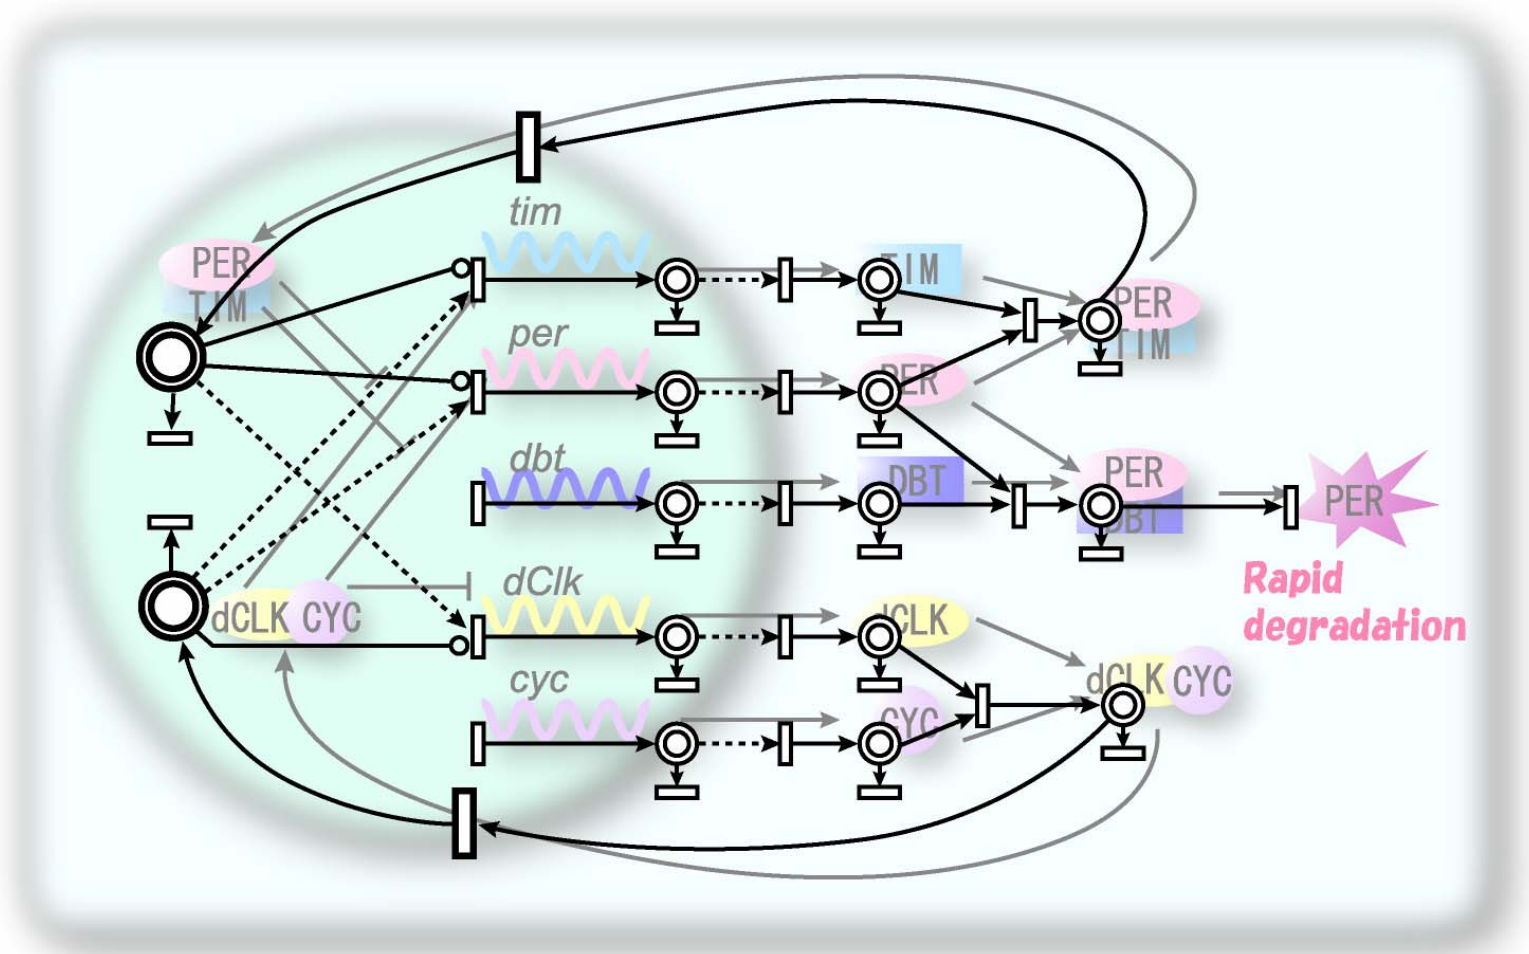 tim
PER
TIM
TIM
PER
TIM
per
PER
dbt
DBT
PER
DBT
PER
Rapid
degradation
dClk
dCLK CYC
dCLK
cyc
CYC
dCLK CYC